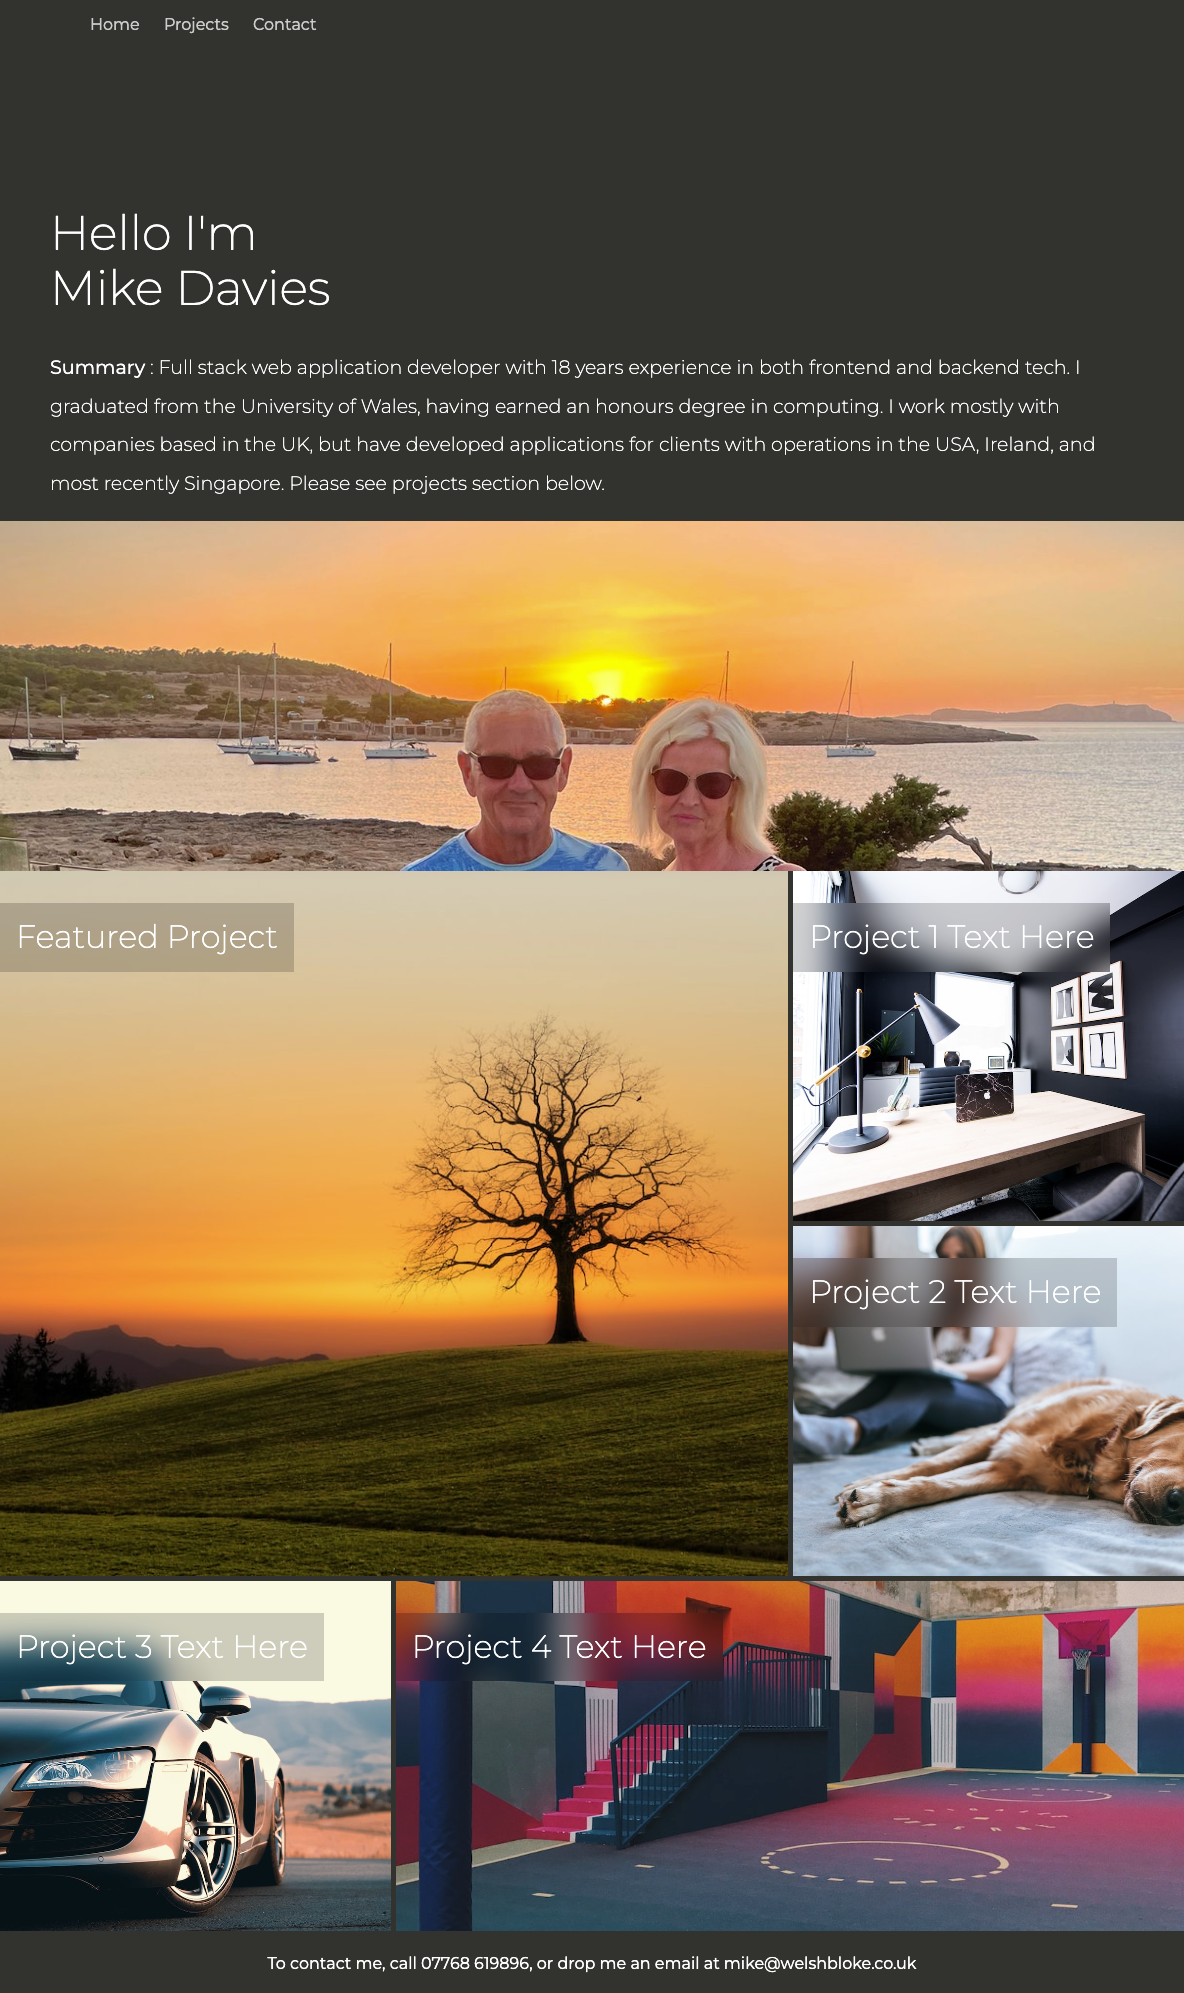 Home Projects Contact
Hello I'm
Mike Davies
Summary : Full stack web application developer with 18 years experience in both frontend and backend tech. I
graduated from the University of Wales, having earned an honours degree in computing. I work mostly with
companies based in the UK, but have developed applications for clients with operations in the USA, Ireland, and
most recently Singapore. Please see projects section below.
Featured Project
Project 1 Text Here
Project 2 Text Here
Project 3 Text Here
Project 4 Text Here
To contact me, call 07768 619896, or drop me an email at mike@welshbloke.co.uk